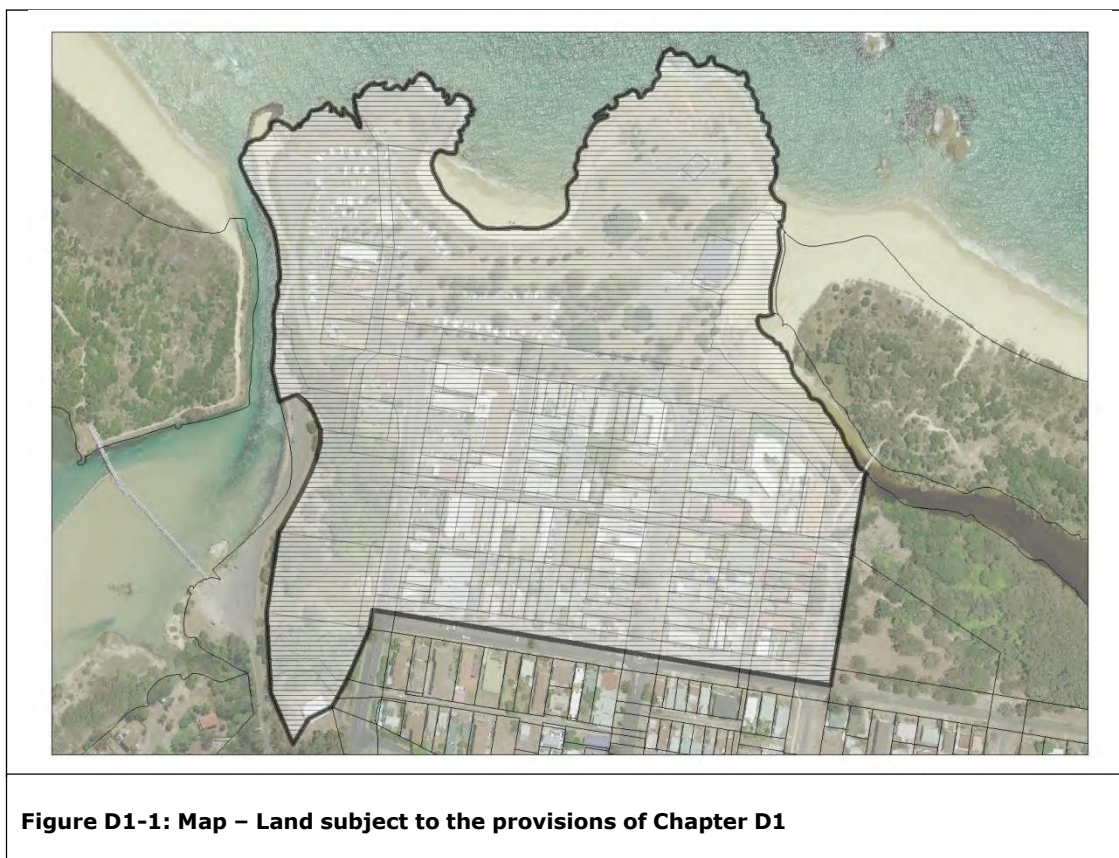 Figure D1-1: Map – Land subject to the provisions of Chapter D1